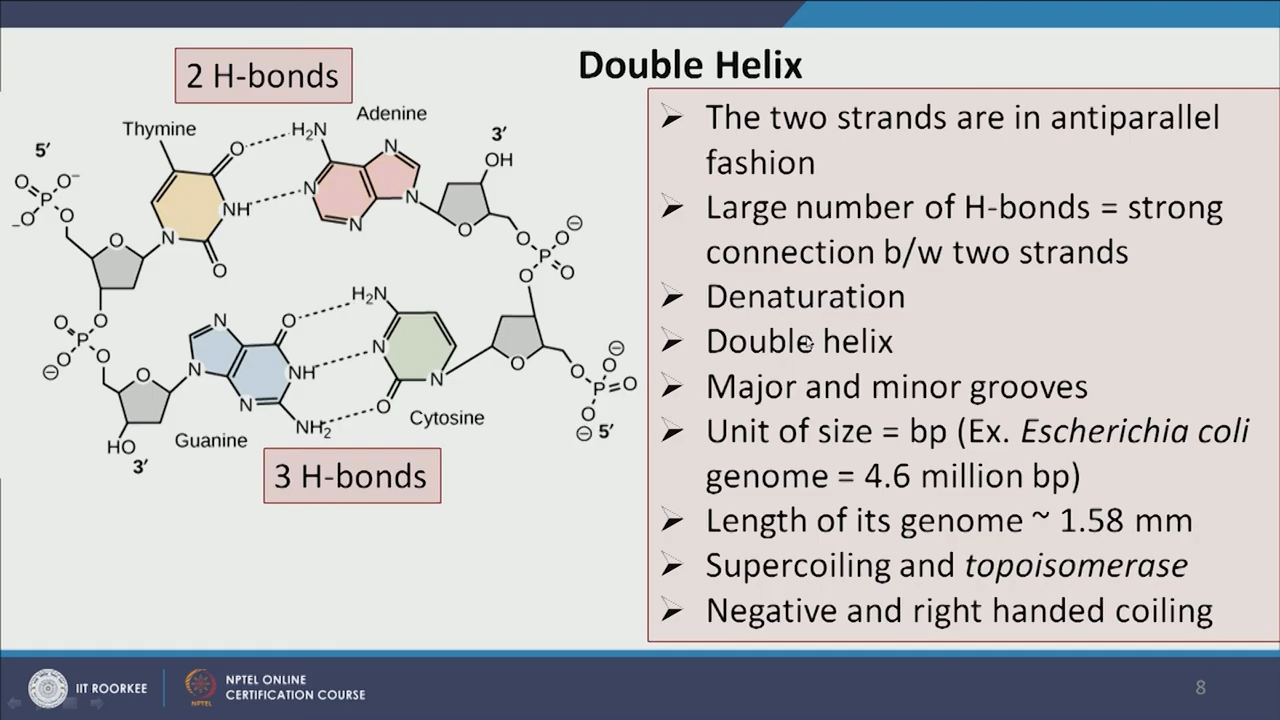 Double Helix
2 H-bonds
Thymine
Adenine
5′
3′
H₂N
OH
O
O⁻
P
⁻O
O
O
N
NH
N
N
N
N
O
N
O
O
O
P
O
O
O
O
P
O
O
H₂N
O
N
N
O
NH
N
N
O
O
O
P
O
O
N
NH₂
O
Cytosine
5′
HO
Guanine
3′
3 H-bonds
➢ The two strands are in antiparallel
fashion
➢ Large number of H-bonds = strong
connection b/w two strands
➢ Denaturation
➢ Double helix
➢ Major and minor grooves
➢ Unit of size = bp (Ex. Escherichia coli
genome = 4.6 million bp)
➢ Length of its genome ~ 1.58 mm
➢ Supercoiling and topoisomerase
➢ Negative and right handed coiling
IIT ROORKEE
NPTEL
NPTEL ONLINE
CERTIFICATION COURSE
8